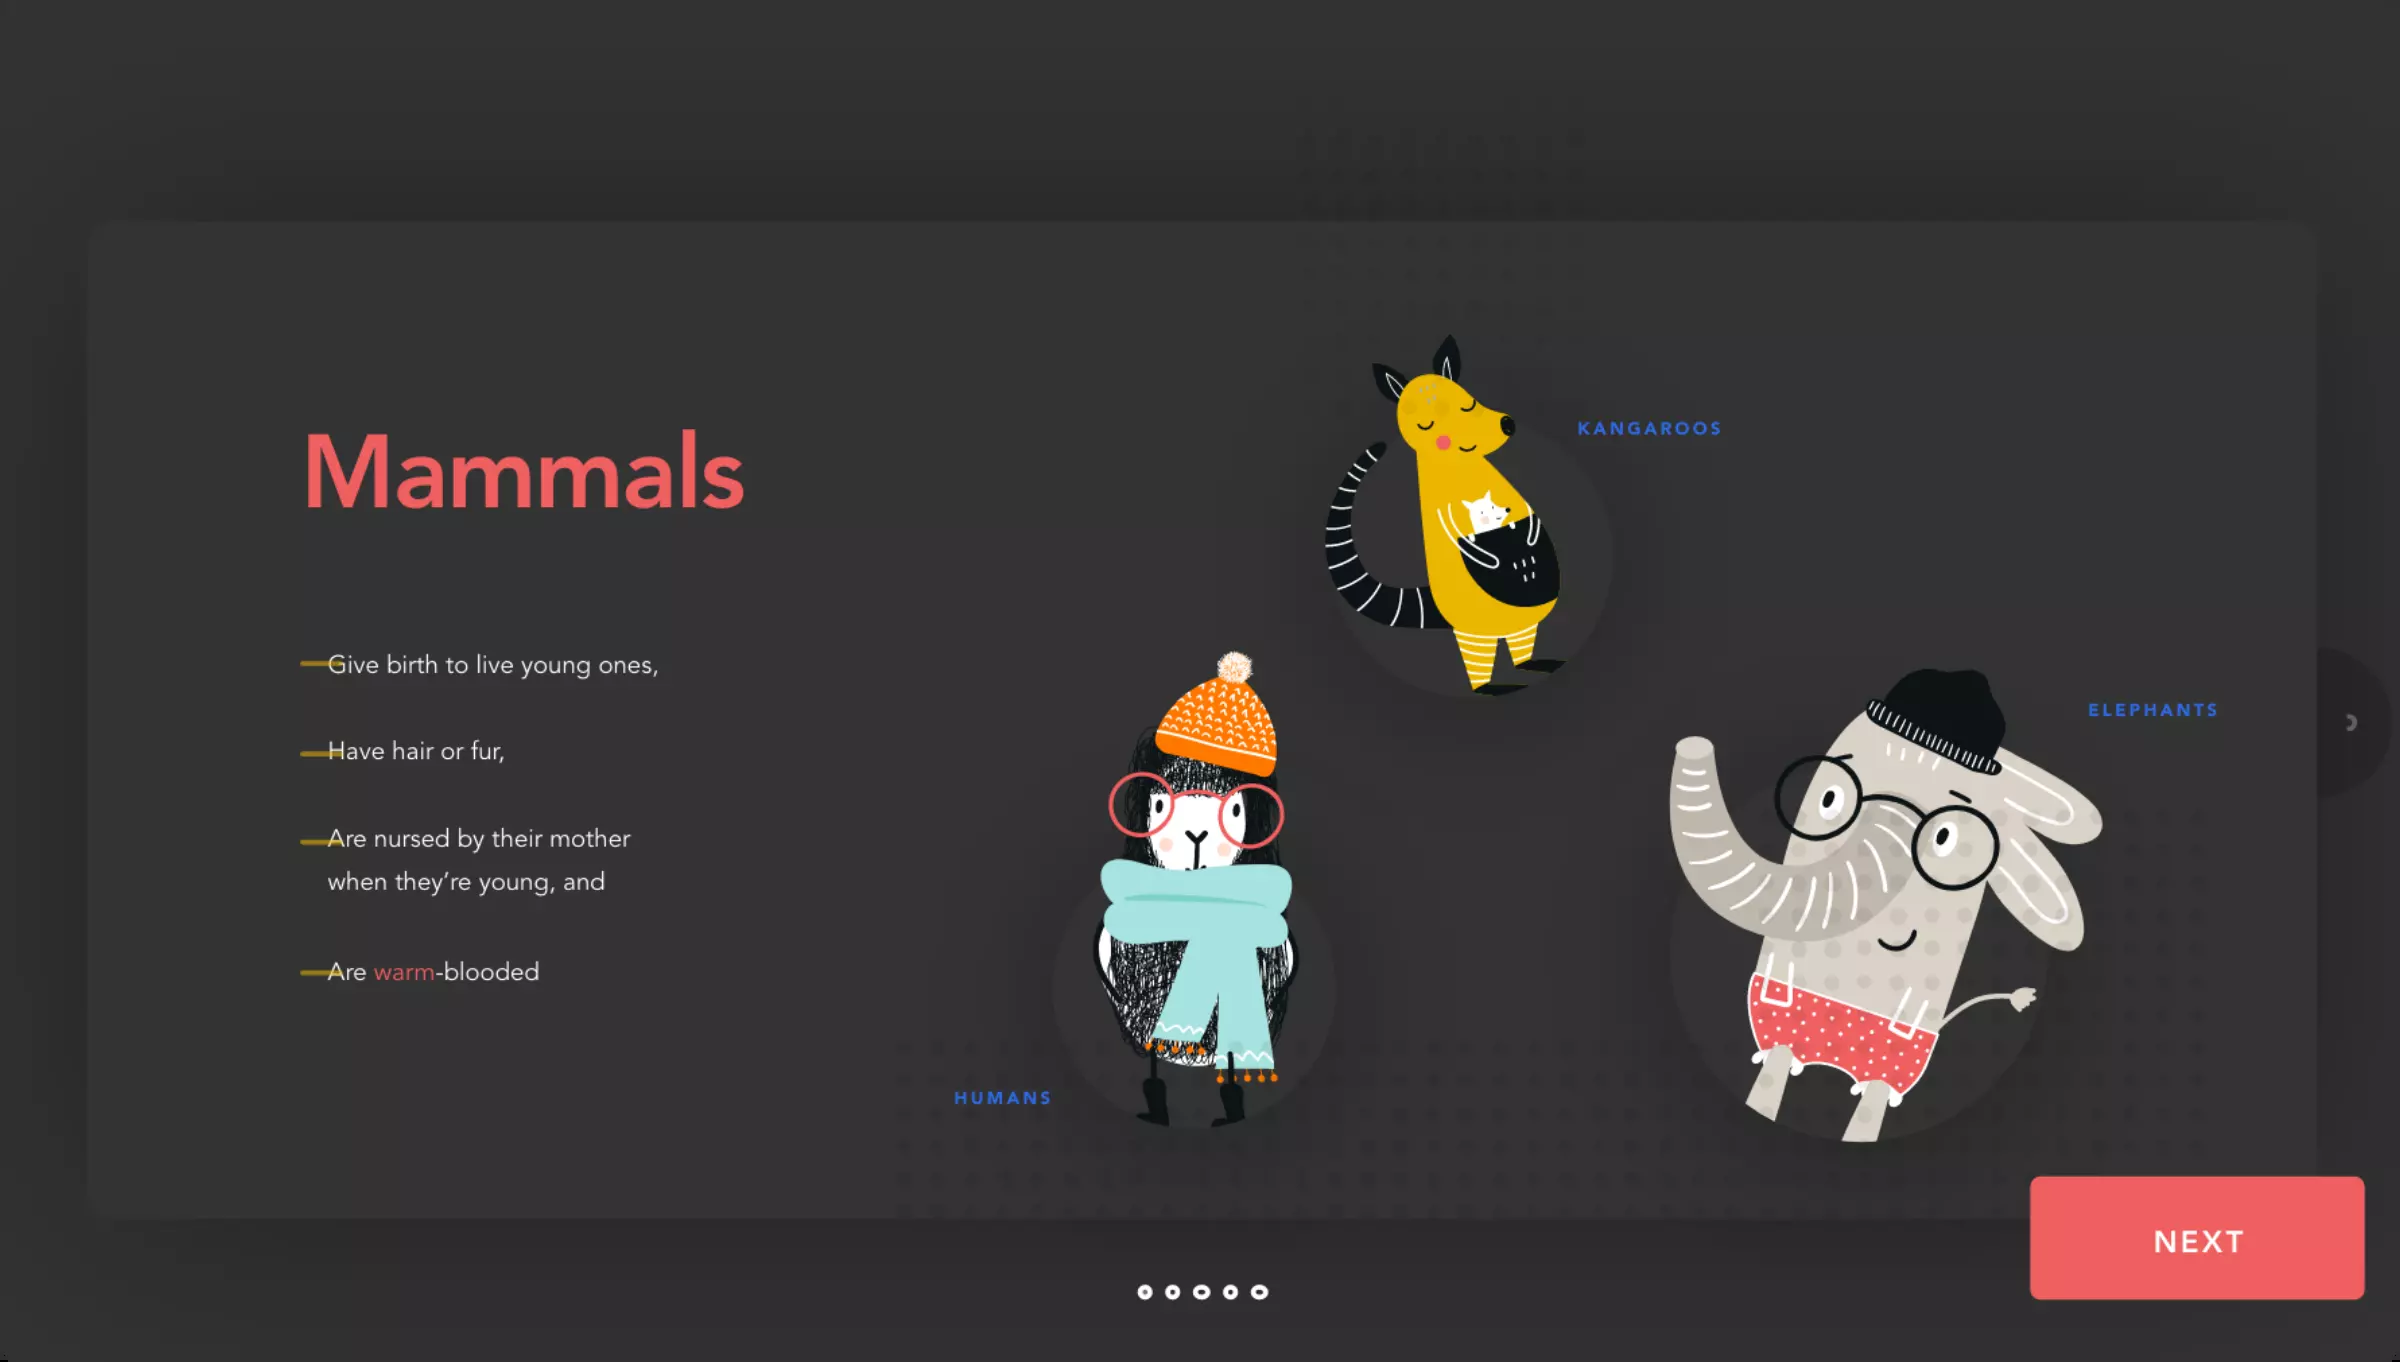 Mammals
KANGAROOS
Give birth to live young ones,
Have hair or fur,
Are nursed by their mother
when they’re young, and
Are warm-blooded
ELEPHANTS
HUMANS
NEXT